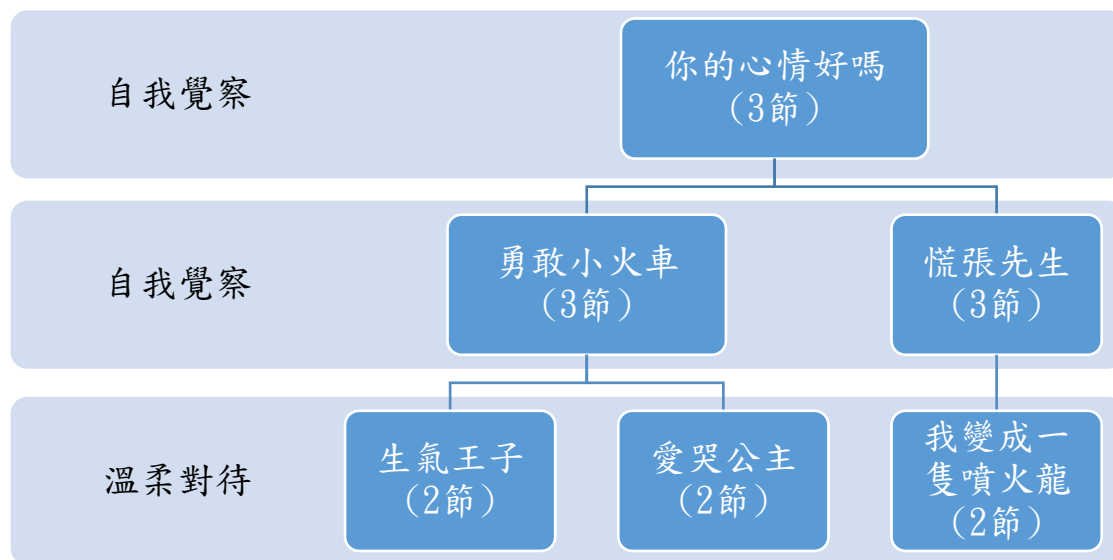 自我覺察
你的心情好嗎
（3節）
自我覺察
勇敢小火車
（3節）
慌張先生
（3節）
溫柔對待
生氣王子
（2節）
愛哭公主
（2節）
我變成一
隻噴火龍
（2節）